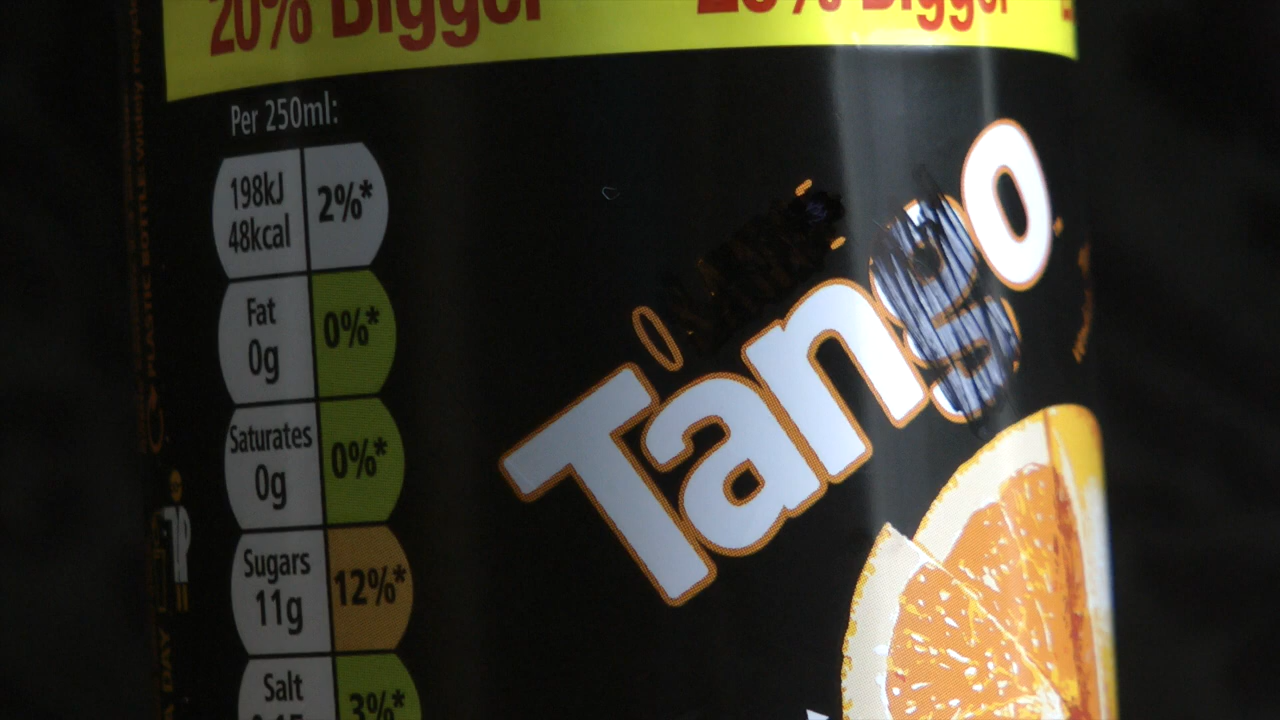 20% Bigger
Bigger
Per 250ml:
198kJ 2%*
48kcal
Fat 0%*
0g
Saturates 0%*
0g
Sugars 12%*
11g
Salt 3%*
Tango